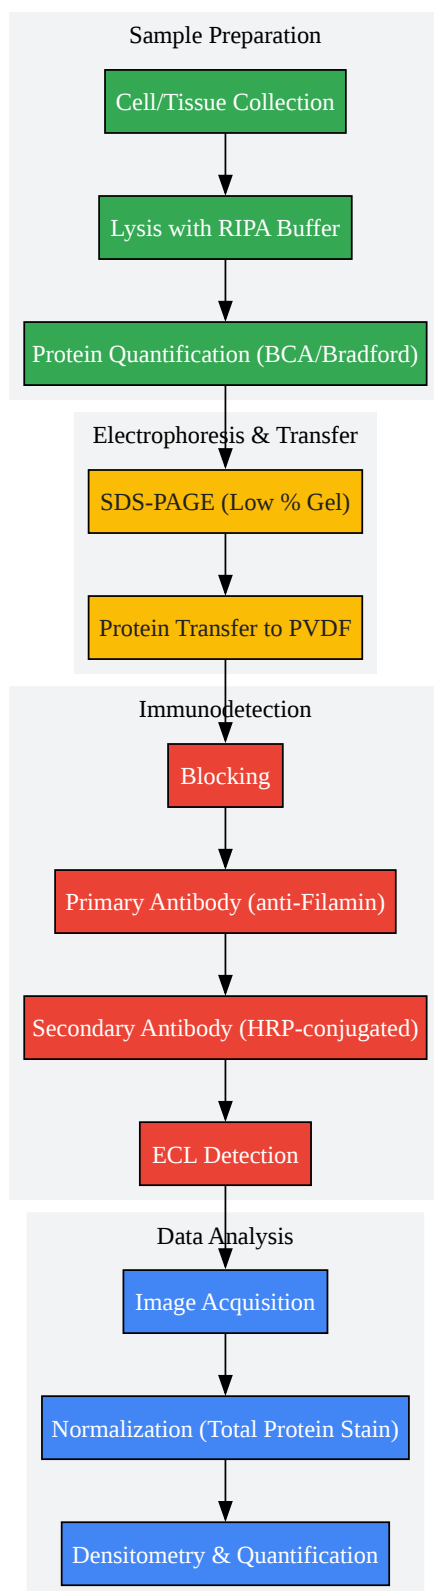 Sample Preparation
Cell/Tissue Collection
Lysis with RIPA Buffer
Protein Quantification (BCA/Bradford)
Electrophoresis & Transfer
SDS-PAGE (Low % Gel)
Protein Transfer to PVDF
Immunodetection
Blocking
Primary Antibody (anti-Filamin)
Secondary Antibody (HRP-conjugated)
ECL Detection
Data Analysis
Image Acquisition
Normalization (Total Protein Stain)
Densitometry & Quantification